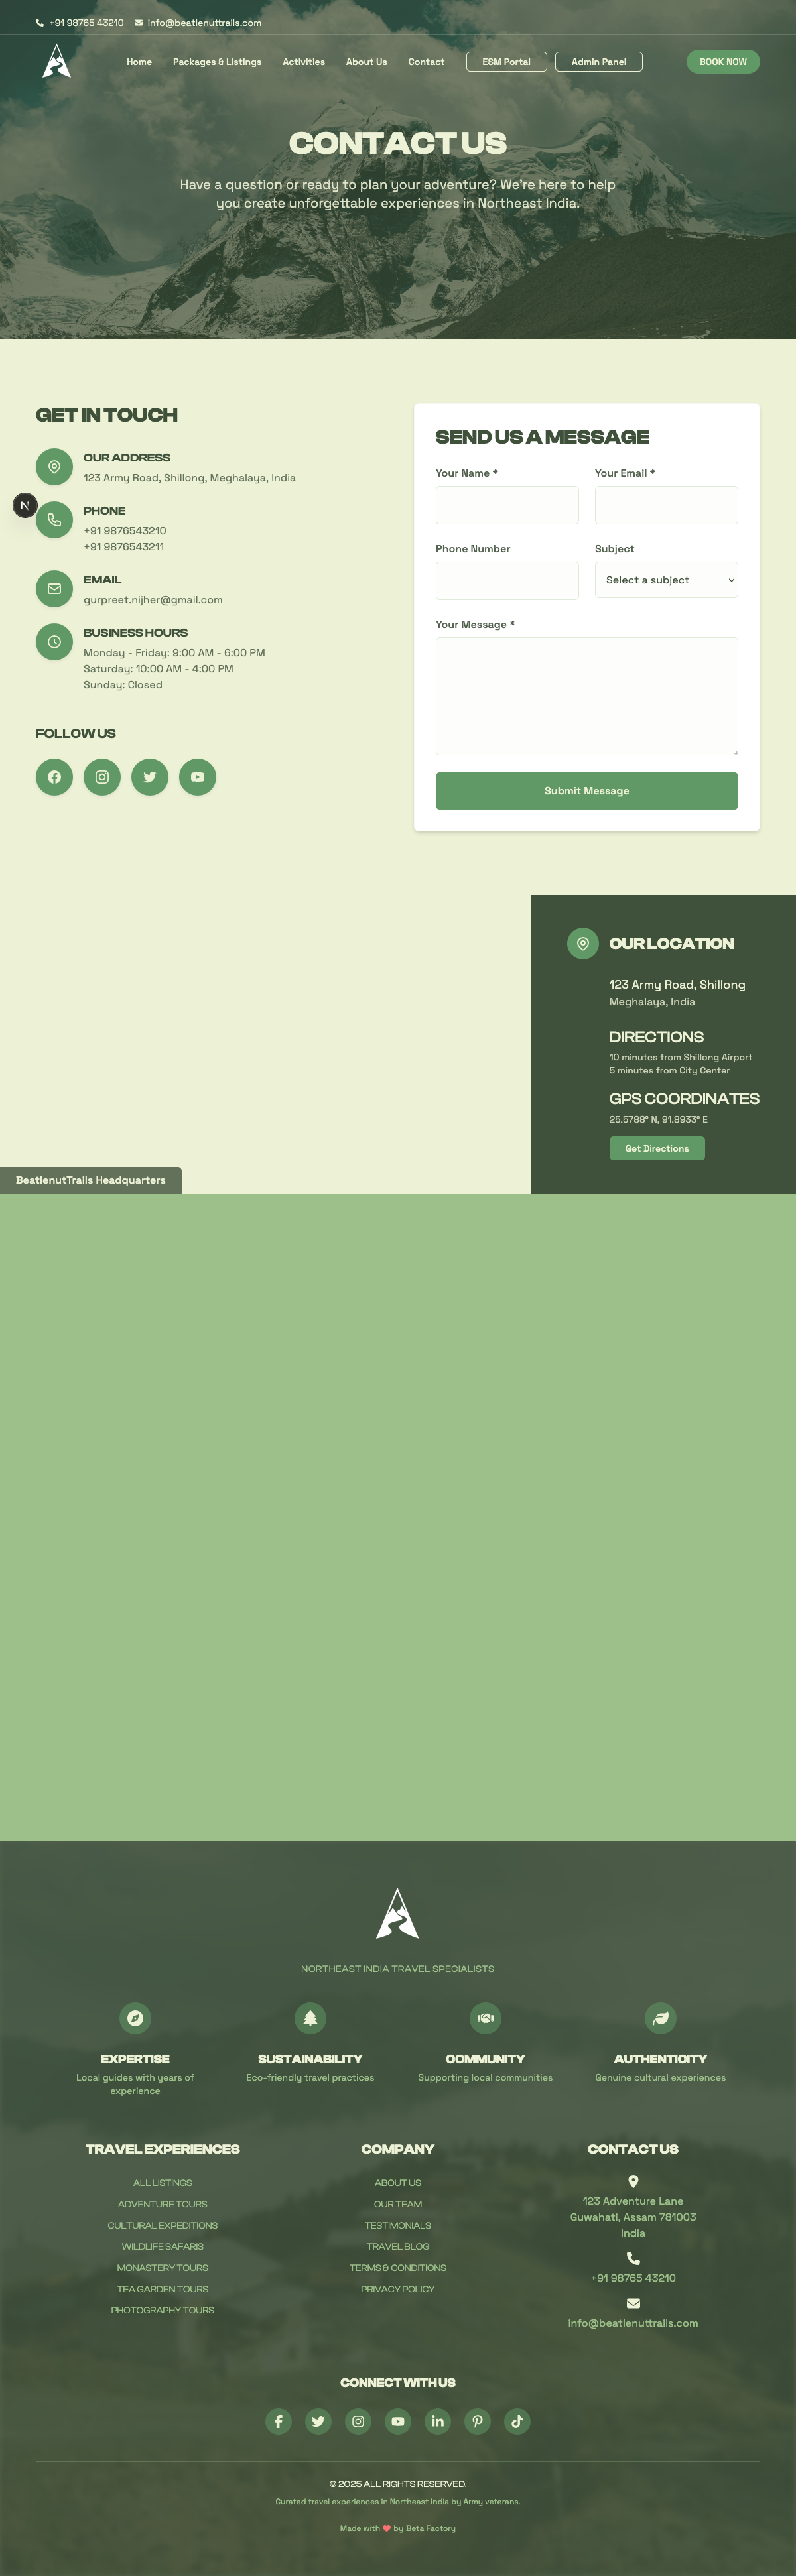 +91 98765 43210 info@beatlenuttrails.com
Home Packages & Listings Activities About Us Contact ESM Portal Admin Panel BOOK NOW
CONTACT US
Have a question or ready to plan your adventure? We're here to help
you create unforgettable experiences in Northeast India.
GET IN TOUCH
OUR ADDRESS
123 Army Road, Shillong, Meghalaya, India
N
PHONE
+91 9876543210
+91 9876543211
EMAIL
gurpreet.nijher@gmail.com
BUSINESS HOURS
Monday - Friday: 9:00 AM - 6:00 PM
Saturday: 10:00 AM - 4:00 PM
Sunday: Closed
FOLLOW US
SEND US A MESSAGE
Your Name * Your Email *
Phone Number Subject
Select a subject
Your Message *
Submit Message
OUR LOCATION
123 Army Road, Shillong
Meghalaya, India
DIRECTIONS
10 minutes from Shillong Airport
5 minutes from City Center
GPS COORDINATES
25.5788° N, 91.8933° E
Get Directions
BeatlenutTrails Headquarters
NORTHEAST INDIA TRAVEL SPECIALISTS
EXPERTISE
Local guides with years of
experience
SUSTAINABILITY
Eco-friendly travel practices
COMMUNITY
Supporting local communities
AUTHENTICITY
Genuine cultural experiences
TRAVEL EXPERIENCES
ALL LISTINGS
ADVENTURE TOURS
CULTURAL EXPEDITIONS
WILDLIFE SAFARIS
MONASTERY TOURS
TEA GARDEN TOURS
PHOTOGRAPHY TOURS
COMPANY
ABOUT US
OUR TEAM
TESTIMONIALS
TRAVEL BLOG
TERMS & CONDITIONS
PRIVACY POLICY
CONTACT US
123 Adventure Lane
Guwahati, Assam 781003
India
+91 98765 43210
info@beatlenuttrails.com
CONNECT WITH US
© 2025 ALL RIGHTS RESERVED.
Curated travel experiences in Northeast India by Army veterans.
Made with ❤ by Beta Factory